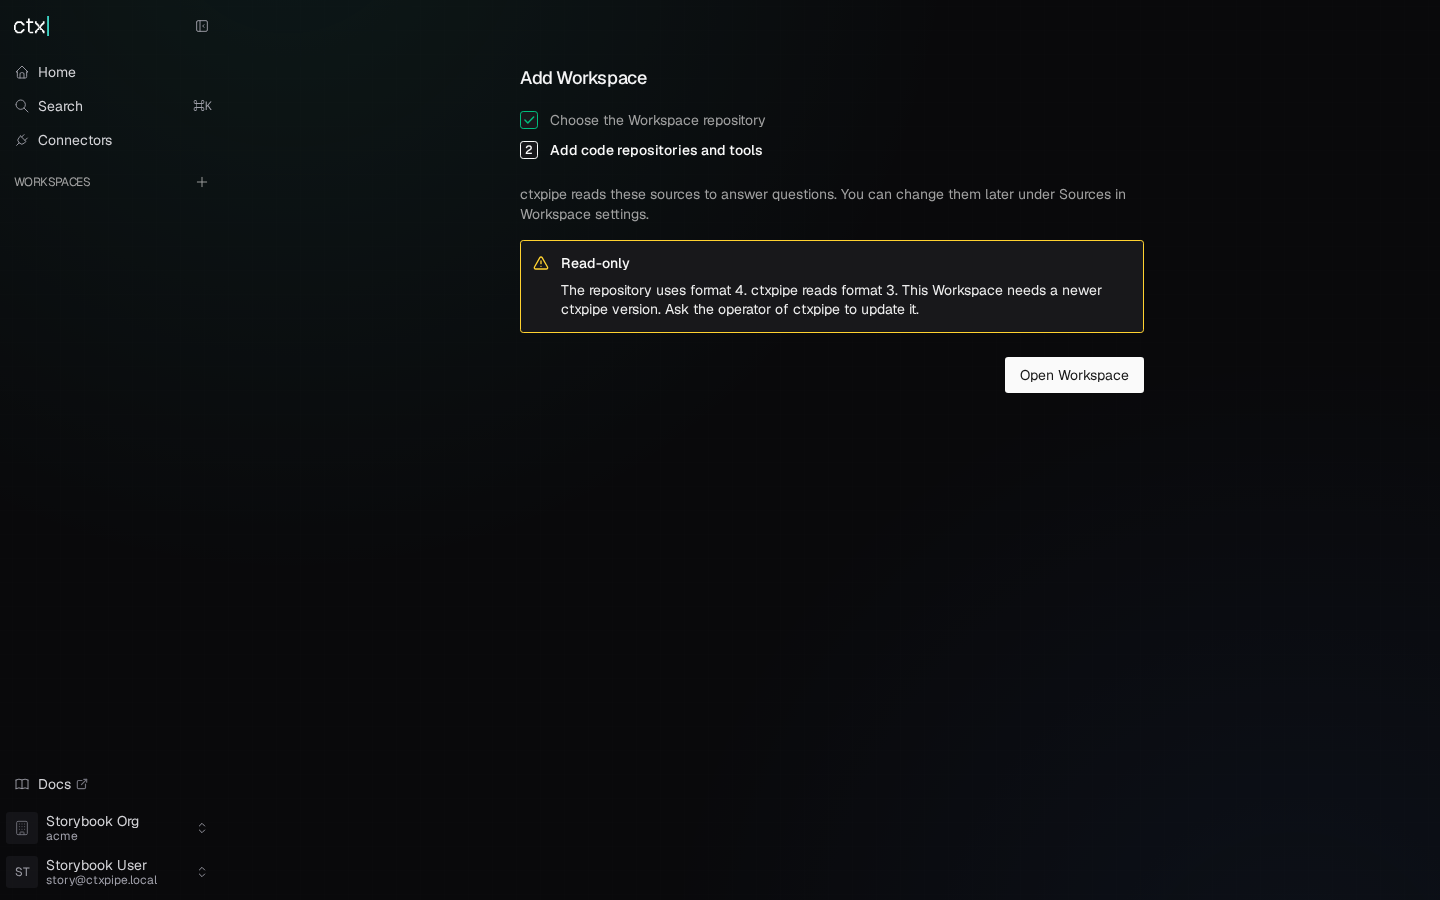 ctx
Home
Search ⌘K
Connectors
WORKSPACES
Add Workspace
Choose the Workspace repository
2 Add code repositories and tools
ctxpipe reads these sources to answer questions. You can change them later under Sources in
Workspace settings.
Read-only
The repository uses format 4. ctxpipe reads format 3. This Workspace needs a newer
ctxpipe version. Ask the operator of ctxpipe to update it.
Open Workspace
Docs
Storybook Org
acme
ST
Storybook User
story@ctxpipe.local